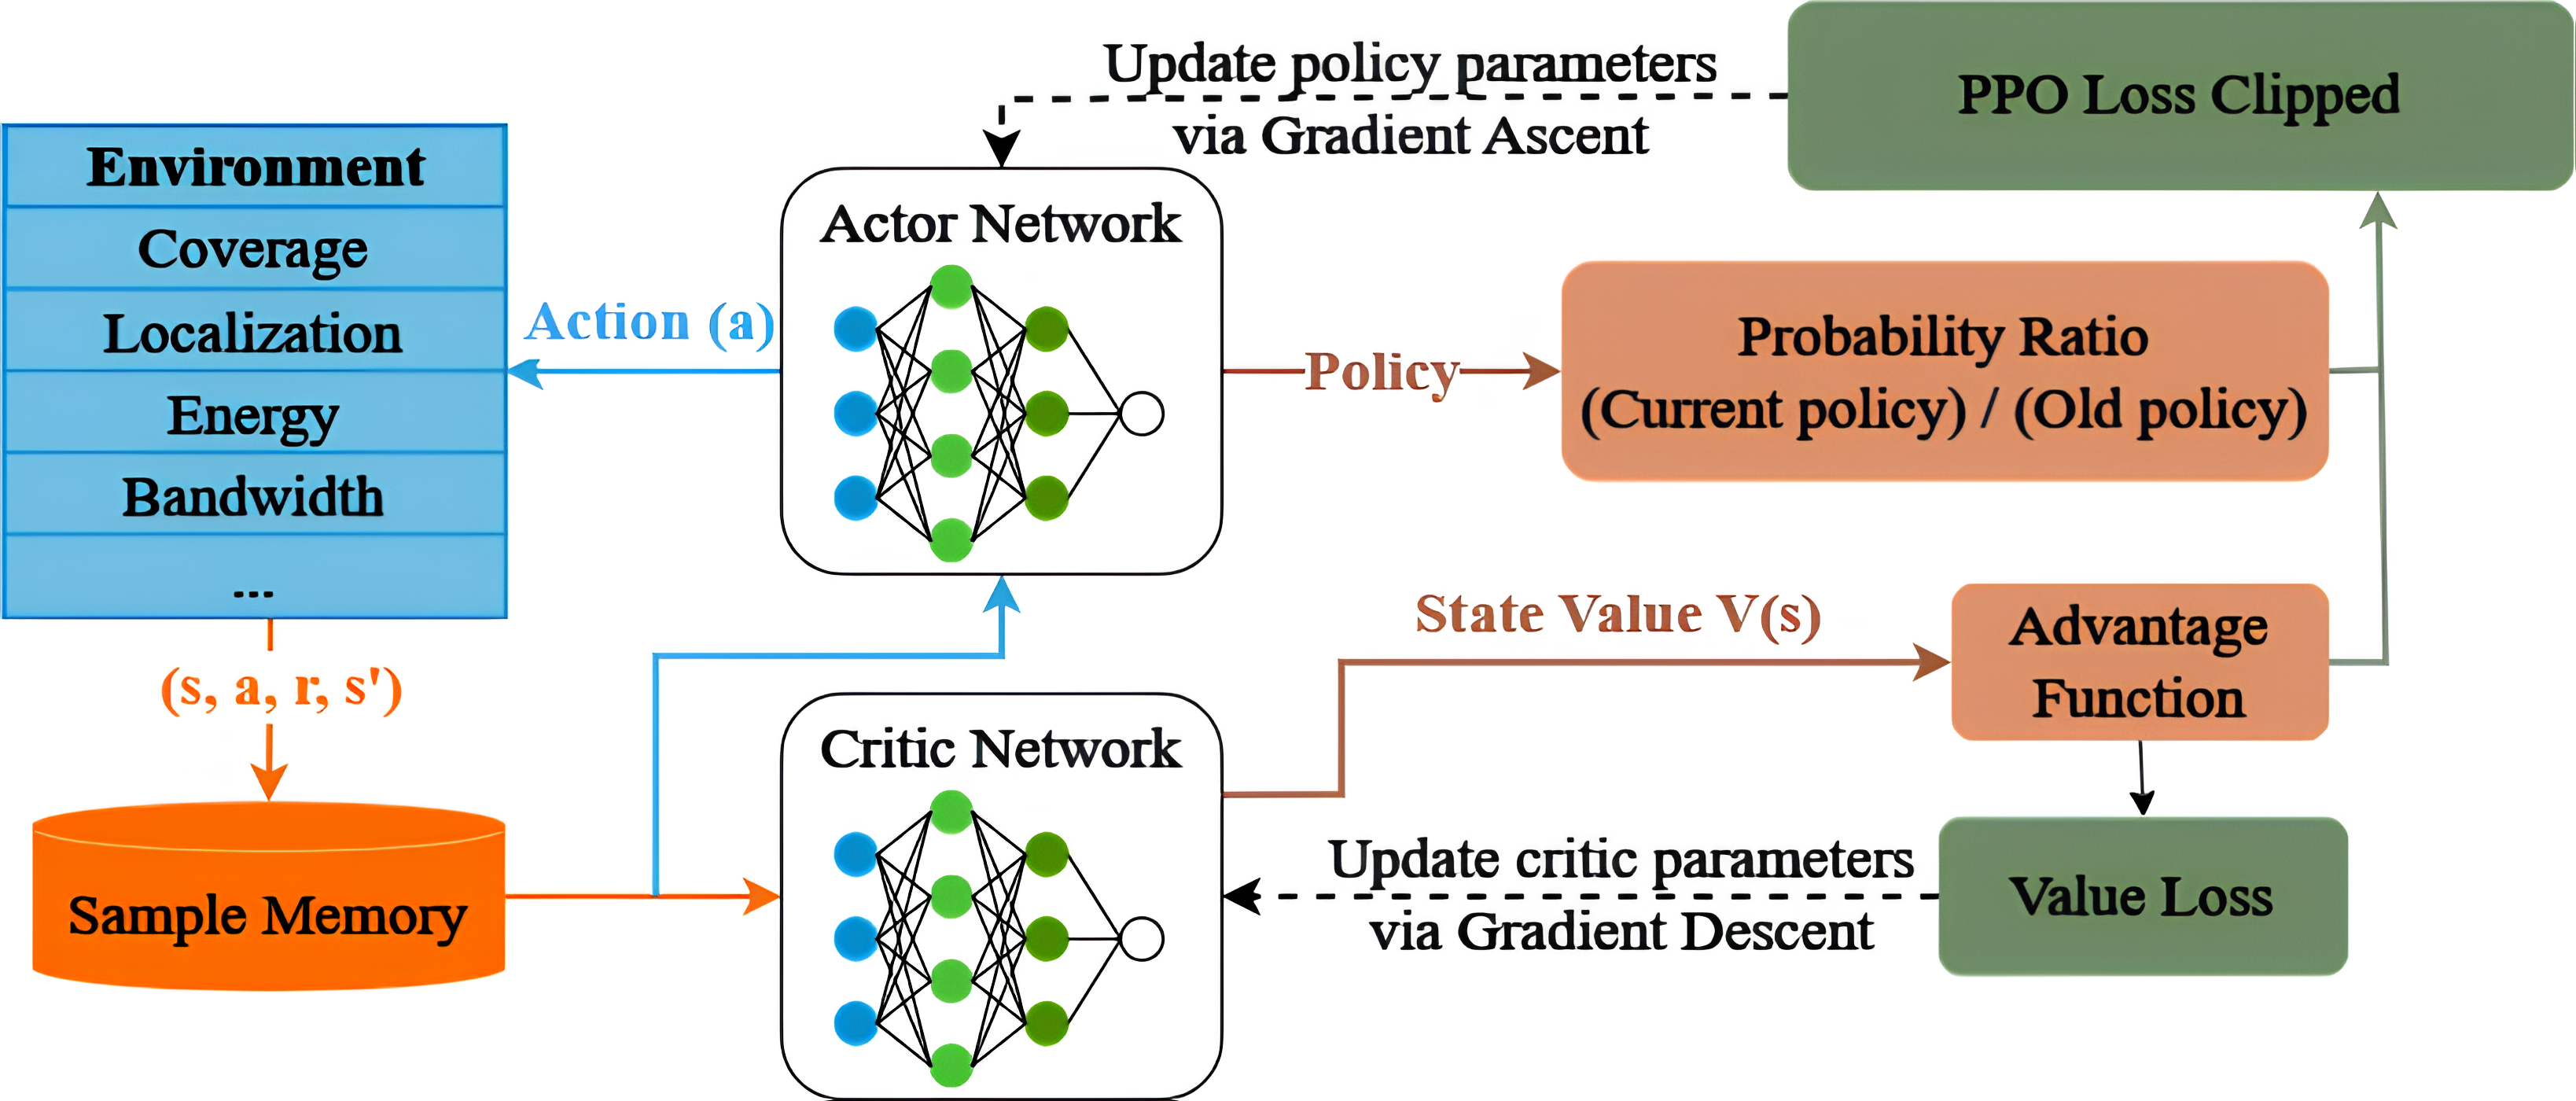 Update policy parameters
via Gradient Ascent
PPO Loss Clipped
Environment
Coverage
Localization
Energy
Bandwidth
...
Action (a)
Actor Network
Policy
Probability Ratio
(Current policy) / (Old policy)
(s, a, r, s')
Sample Memory
Critic Network
State Value V(s)
Advantage
Function
Update critic parameters
via Gradient Descent
Value Loss